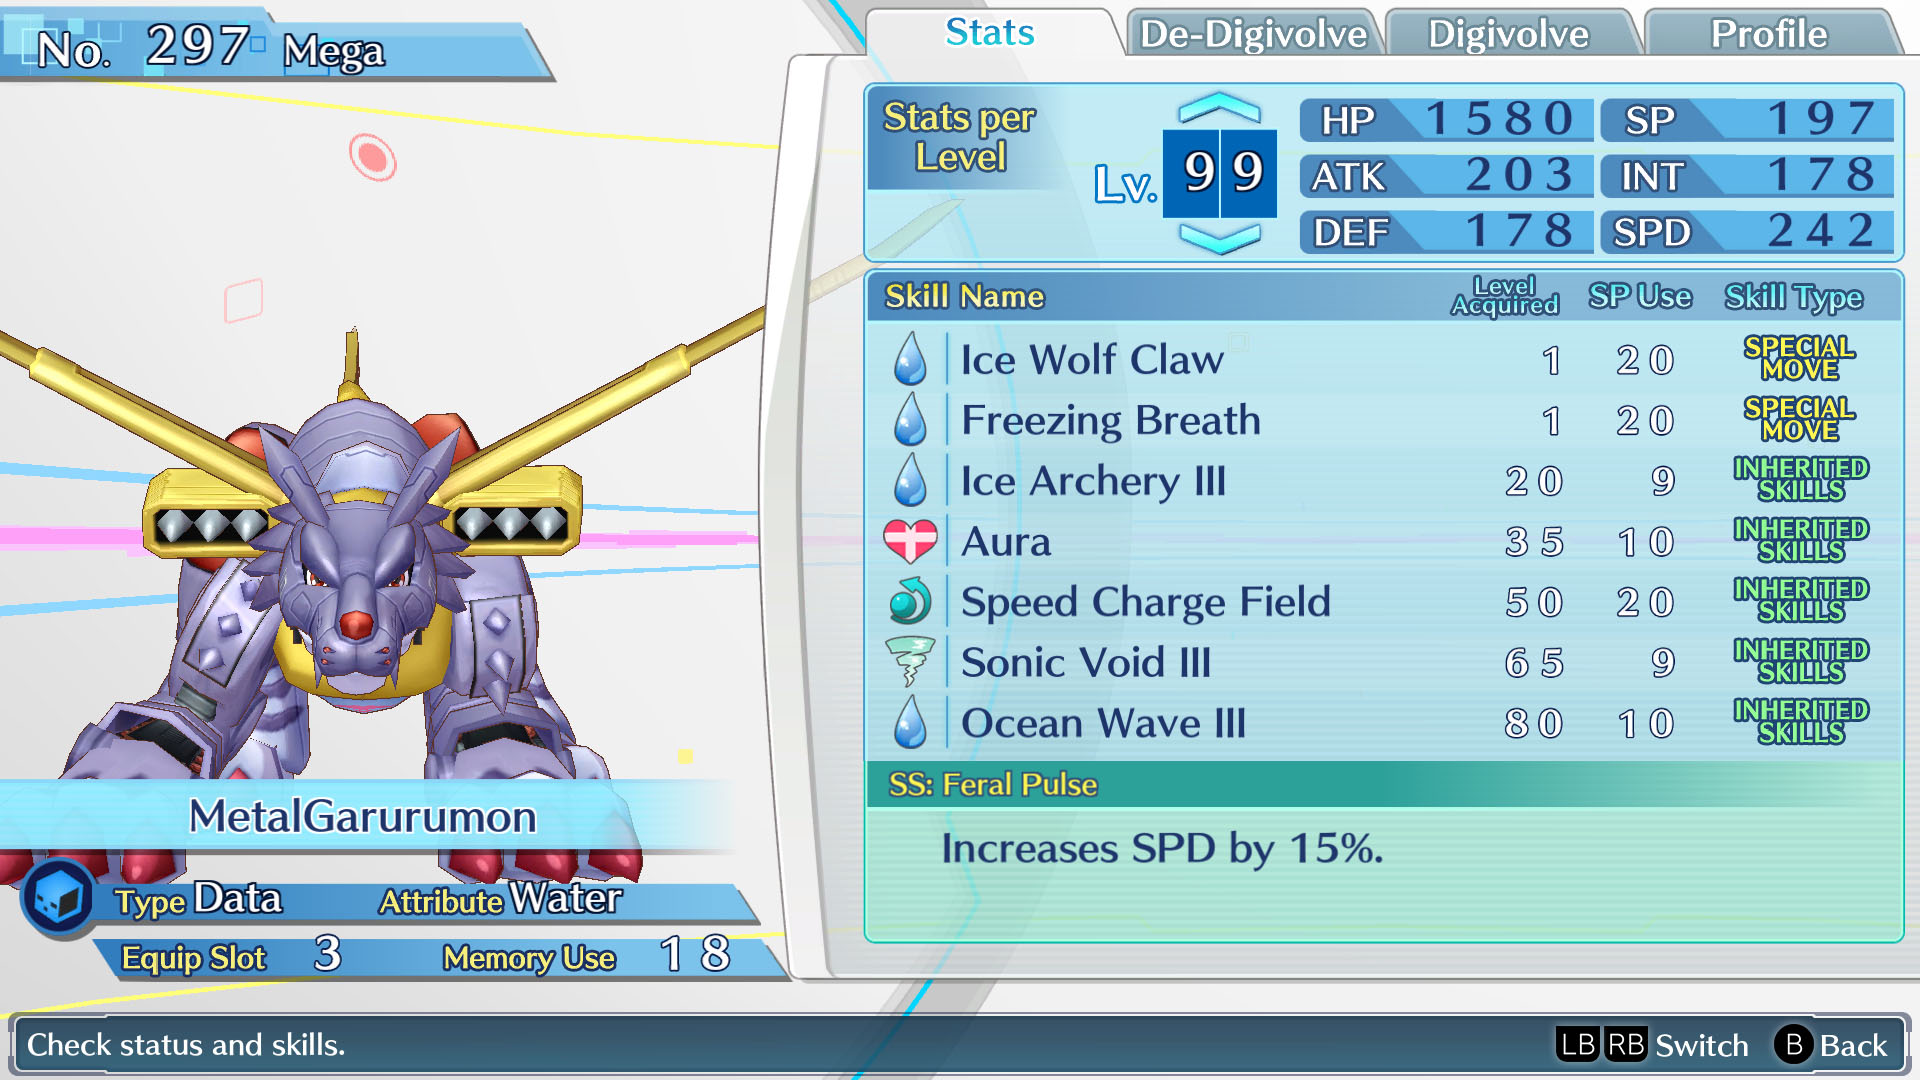 No. 297 Mega
Stats De-Digivolve Digivolve Profile
Stats per
Level
Lv. 99
HP 1580 SP 197
ATK 203 INT 178
DEF 178 SPD 242
Skill Name Level Acquired SP Use Skill Type
Ice Wolf Claw 1 20 SPECIAL MOVE
Freezing Breath 1 20 SPECIAL MOVE
Ice Archery III 20 9 INHERITED SKILLS
Aura 35 10 INHERITED SKILLS
Speed Charge Field 50 20 INHERITED SKILLS
Sonic Void III 65 9 INHERITED SKILLS
Ocean Wave III 80 10 INHERITED SKILLS
SS: Feral Pulse
Increases SPD by 15%.
MetalGarurumon
Type Data Attribute Water
Equip Slot 3 Memory Use 18
Check status and skills. LB RB Switch B Back